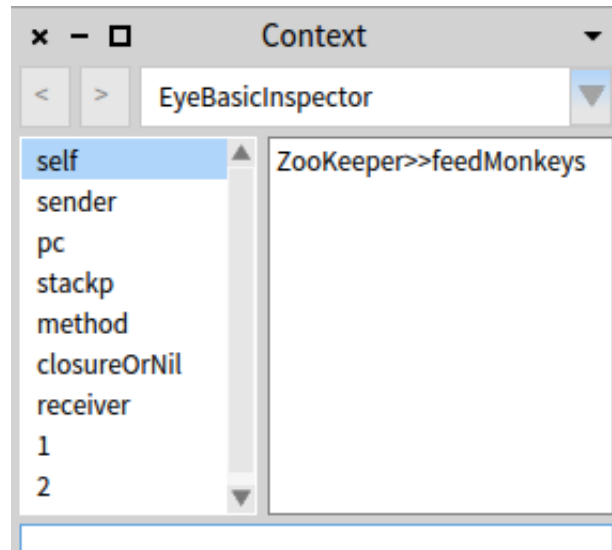 Context
< > EyeBasicInspector
self
sender
pc
stackp
method
closureOrNil
receiver
1
2
ZooKeeper>>feedMonkeys